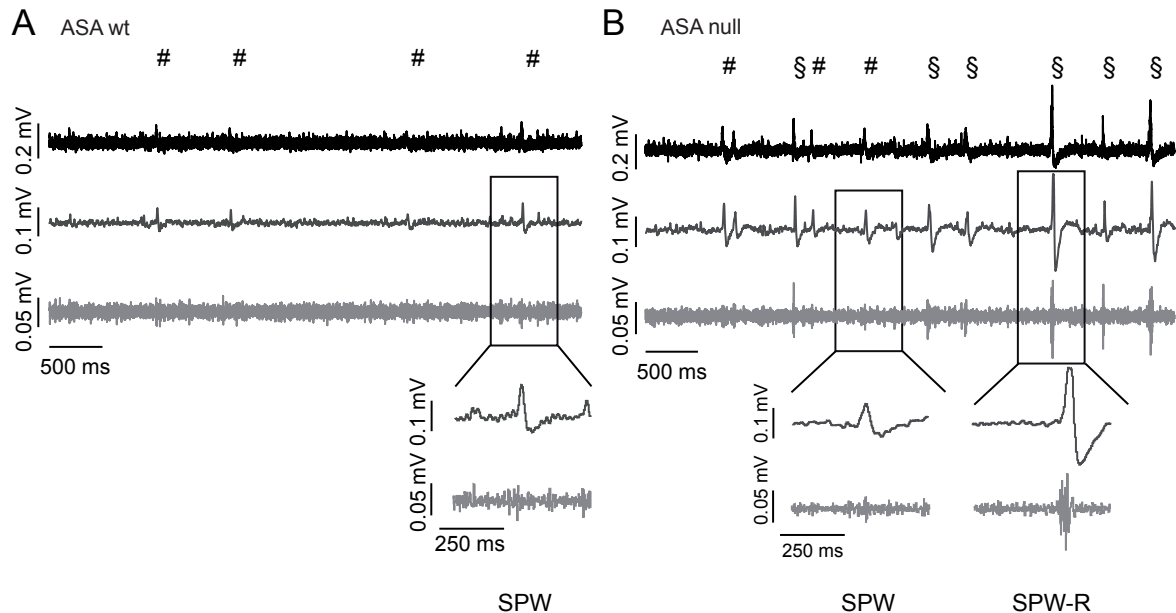 A ASA wt
# # # #
0.2 mV
0.1 mV
0.05 mV
500 ms
0.1 mV
0.05 mV
250 ms
SPW
B ASA null
# § # # § § § § §
0.2 mV
0.1 mV
0.05 mV
500 ms
0.1 mV
0.05 mV
250 ms
SPW SPW-R